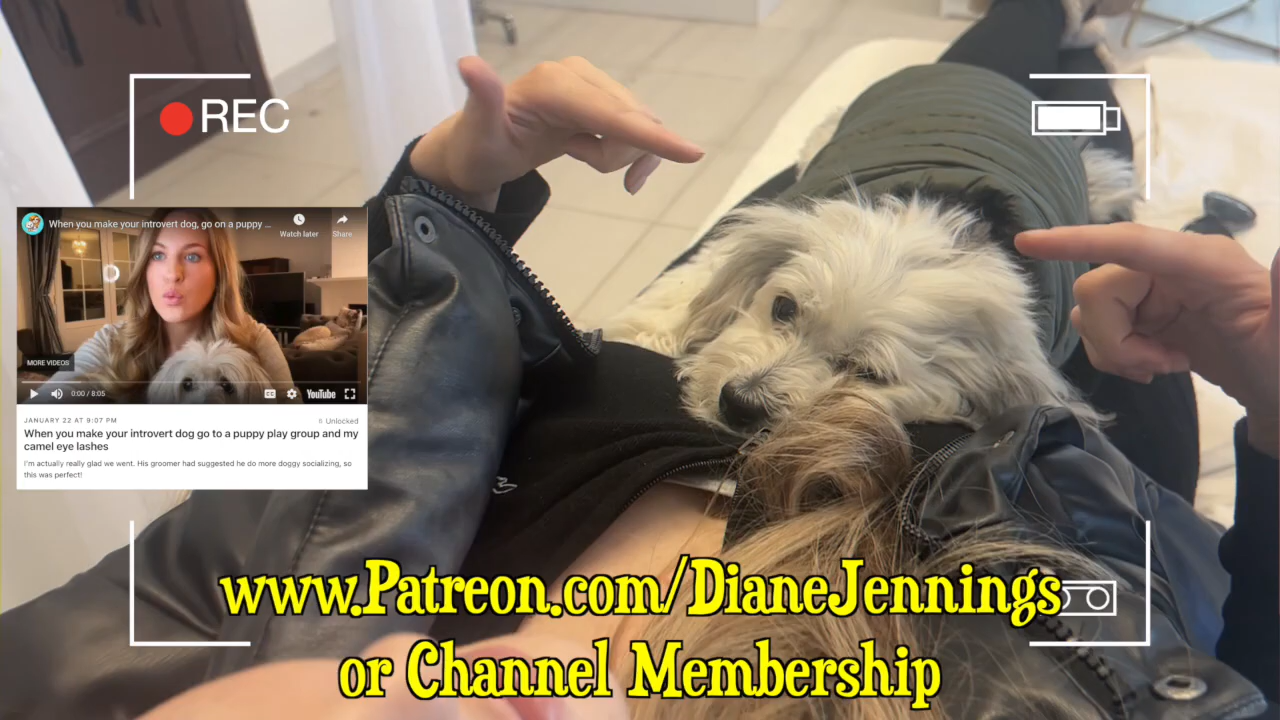 REC
When you make your introvert dog, go on a puppy ...
Watch later
Share
MORE VIDEOS
0:00 / 8:05
CC
YouTube
JANUARY 22 AT 9:07 PM
Unlocked
When you make your introvert dog go to a puppy play group and my
camel eye lashes
I'm actually really glad we went. His groomer had suggested he do more doggy socializing, so
this was perfect!
www.Patreon.com/DianeJennings
or Channel Membership